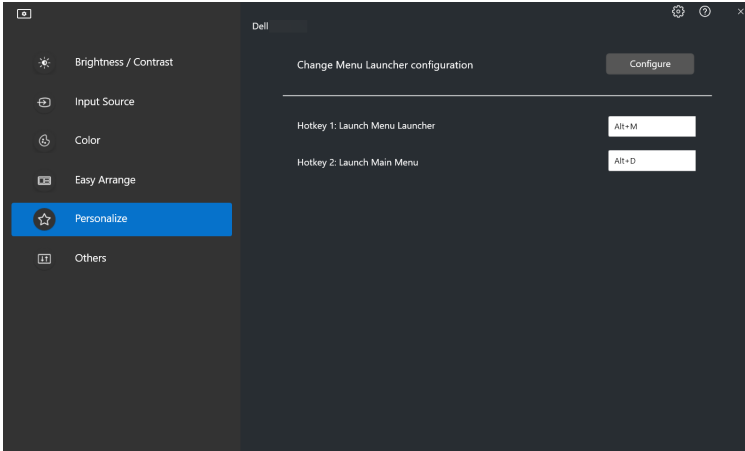 Dell
Brightness / Contrast
Input Source
Color
Easy Arrange
Personalize
Others
Change Menu Launcher configuration
Configure
Hotkey 1: Launch Menu Launcher
Alt+M
Hotkey 2: Launch Main Menu
Alt+D